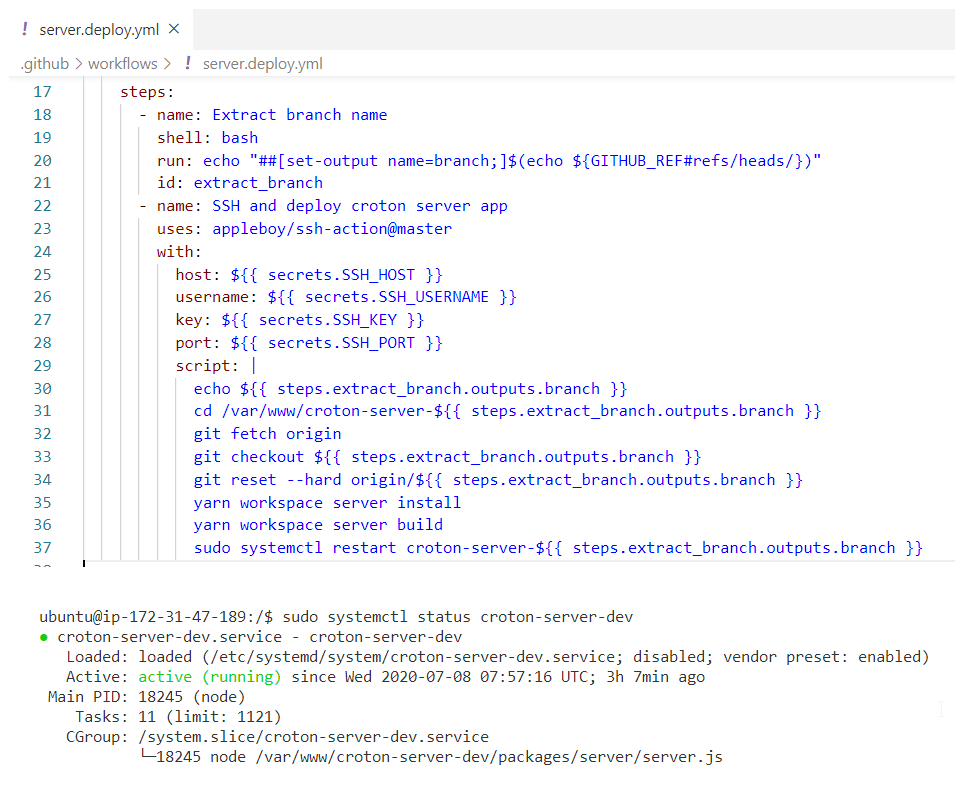 ! server.deploy.yml ×
.github > workflows > ! server.deploy.yml
17 steps:
18 - name: Extract branch name
19 shell: bash
20 run: echo "##[set-output name=branch;]$(echo ${GITHUB_REF#refs/heads/})"
21 id: extract_branch
22 - name: SSH and deploy croton server app
23 uses: appleboy/ssh-action@master
24 with:
25 host: ${{ secrets.SSH_HOST }}
26 username: ${{ secrets.SSH_USERNAME }}
27 key: ${{ secrets.SSH_KEY }}
28 port: ${{ secrets.SSH_PORT }}
29 script: |
30 echo ${{ steps.extract_branch.outputs.branch }}
31 cd /var/www/croton-server-${{ steps.extract_branch.outputs.branch }}
32 git fetch origin
33 git checkout ${{ steps.extract_branch.outputs.branch }}
34 git reset --hard origin/${{ steps.extract_branch.outputs.branch }}
35 yarn workspace server install
36 yarn workspace server build
37 sudo systemctl restart croton-server-${{ steps.extract_branch.outputs.branch }}
ubuntu@ip-172-31-47-189:/$ sudo systemctl status croton-server-dev
● croton-server-dev.service - croton-server-dev
Loaded: loaded (/etc/systemd/system/croton-server-dev.service; disabled; vendor preset: enabled)
Active: active (running) since Wed 2020-07-08 07:57:16 UTC; 3h 7min ago
Main PID: 18245 (node)
Tasks: 11 (limit: 1121)
CGroup: /system.slice/croton-server-dev.service
└─18245 node /var/www/croton-server-dev/packages/server/server.js